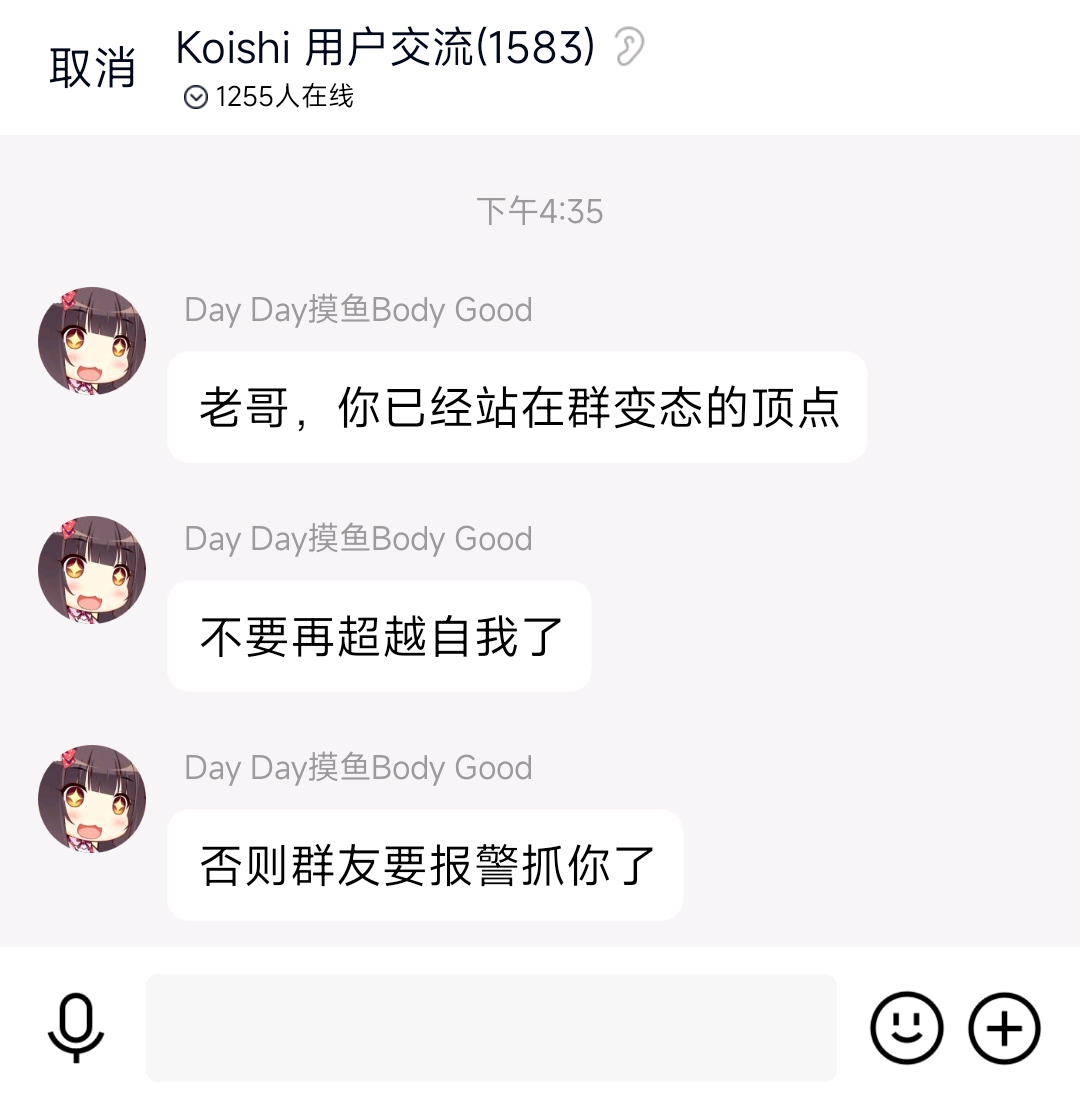 取消
Koishi 用户交流(1583)
1255人在线
下午4:35
Day Day摸鱼Body Good
老哥，你已经站在群变态的顶点
Day Day摸鱼Body Good
不要再超越自我了
Day Day摸鱼Body Good
否则群友要报警抓你了